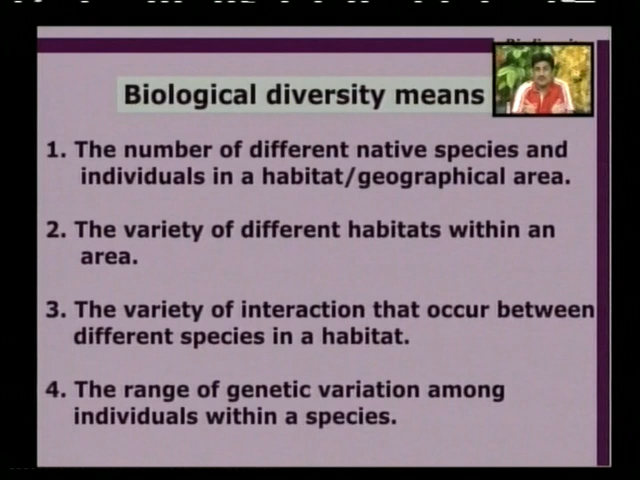 Biological diversity means
1. The number of different native species and
individuals in a habitat/geographical area.
2. The variety of different habitats within an
area.
3. The variety of interaction that occur between
different species in a habitat.
4. The range of genetic variation among
individuals within a species.